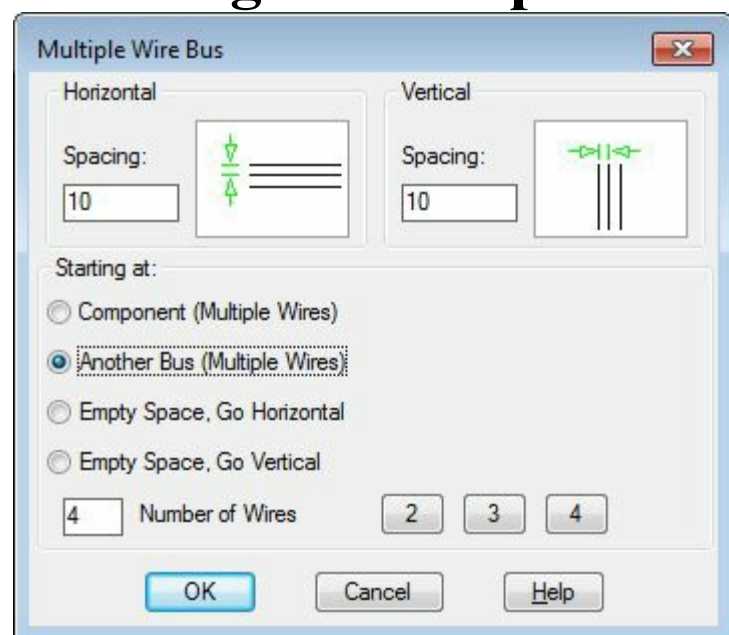 Multiple Wire Bus
Horizontal
Spacing:
10
Vertical
Spacing:
10
Starting at:
Component (Multiple Wires)
Another Bus (Multiple Wires)
Empty Space, Go Horizontal
Empty Space, Go Vertical
4 Number of Wires 2 3 4
OK Cancel Help